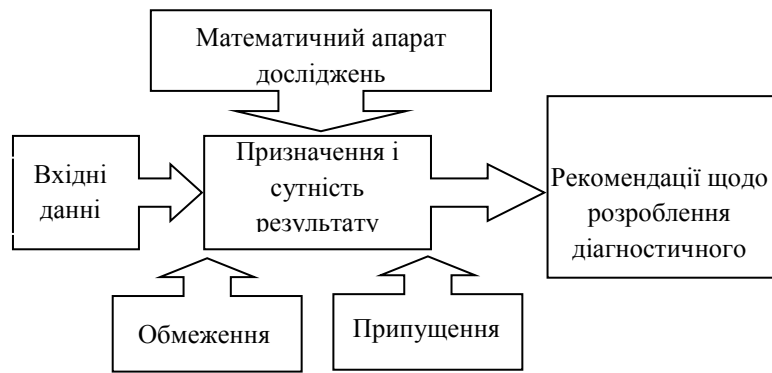 Математичний апарат
досліджень
Вхідні
данні
Призначення і
сутність
результату
Рекомендації щодо
розроблення
діагностичного
Обмеження
Припущення